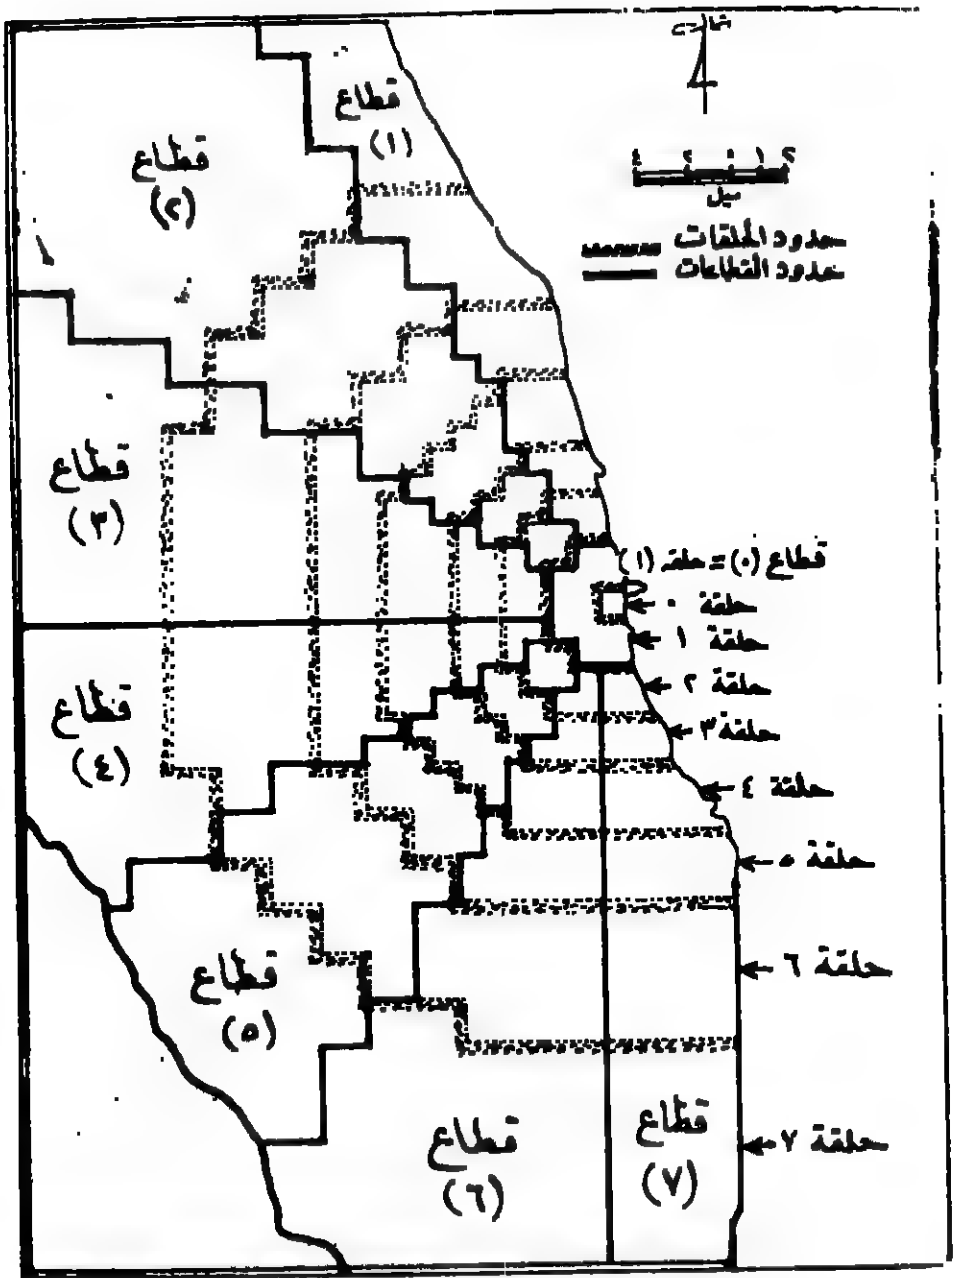 شمال
قطاع
(١)
قطاع
(٢)
ميل
حدود الحلقات
حدود القطاعات
قطاع
(٣)
قطاع (٠) = حلقة (١)
حلقة ٠
حلقة ١
حلقة ٢
حلقة ٣
حلقة ٤
حلقة ٥
حلقة ٦
حلقة ٧
قطاع
(٤)
قطاع
(٥)
قطاع
(٦)
قطاع
(٧)